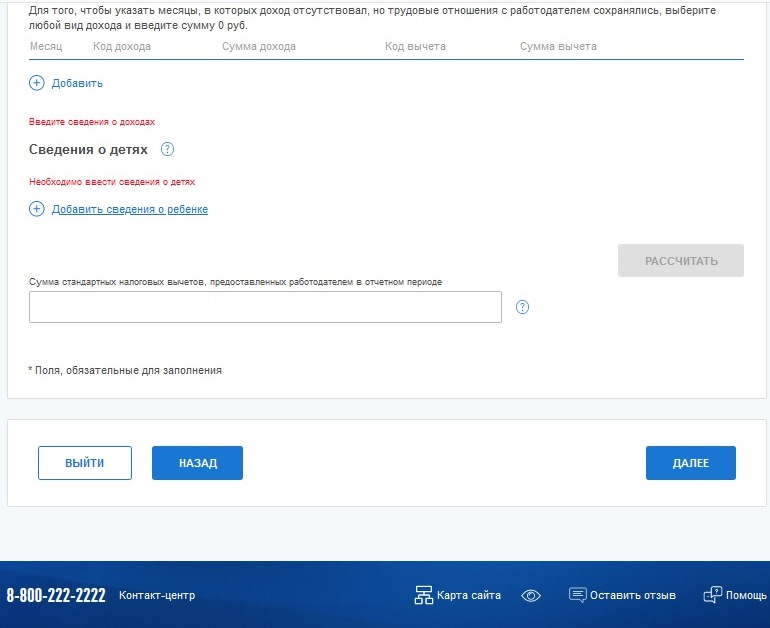 Для того, чтобы указать месяцы, в которых доход отсутствовал, но трудовые отношения с работодателем сохранялись, выберите
любой вид дохода и введите сумму 0 руб.
Месяц Код дохода Сумма дохода Код вычета Сумма вычета
+ Добавить
Введите сведения о доходах
Сведения о детях ?
Необходимо ввести сведения о детях
+ Добавить сведения о ребенке
РАССЧИТАТЬ
Сумма стандартных налоговых вычетов, предоставленных работодателем в отчетном периоде
?
* Поля, обязательные для заполнения
ВЫЙТИ НАЗАД ДАЛЕЕ
8-800-222-2222 Контакт-центр Карта сайта Оставить отзыв Помощь